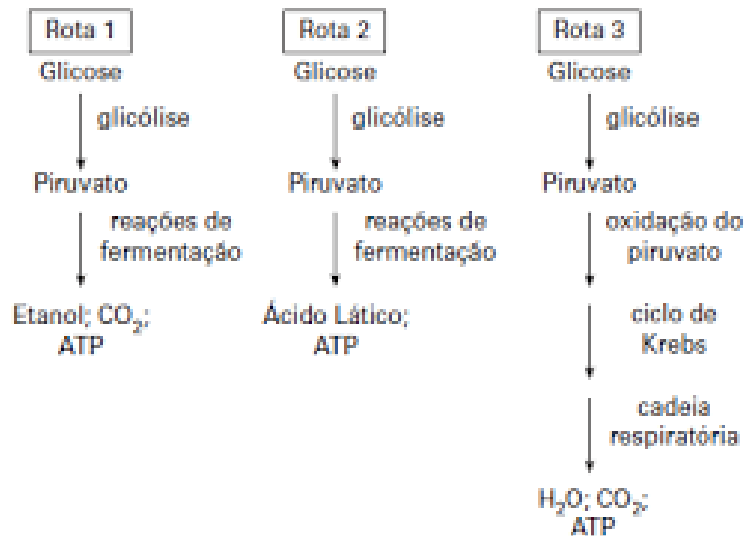 Rota 1
Glicose
glicólise
Piruvato
reações de
fermentação
Etanol; CO₂;
ATP
Rota 2
Glicose
glicólise
Piruvato
reações de
fermentação
Ácido Lático;
ATP
Rota 3
Glicose
glicólise
Piruvato
oxidação do
piruvato
ciclo de
Krebs
cadeia
respiratória
H₂O; CO₂;
ATP